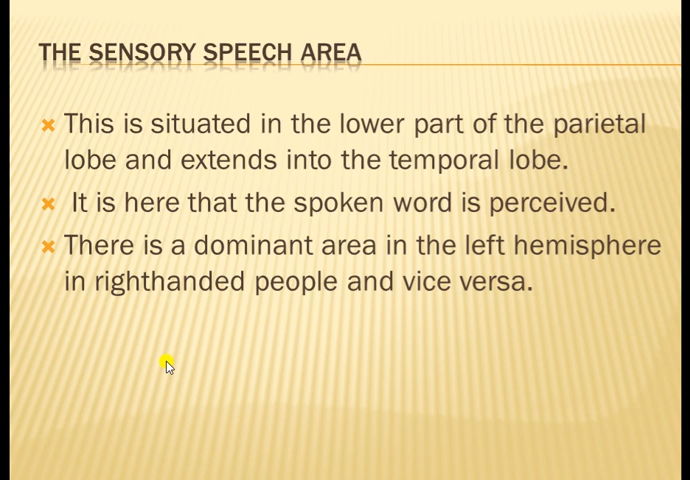 THE SENSORY SPEECH AREA
This is situated in the lower part of the parietal
lobe and extends into the temporal lobe.
It is here that the spoken word is perceived.
There is a dominant area in the left hemisphere
in righthanded people and vice versa.